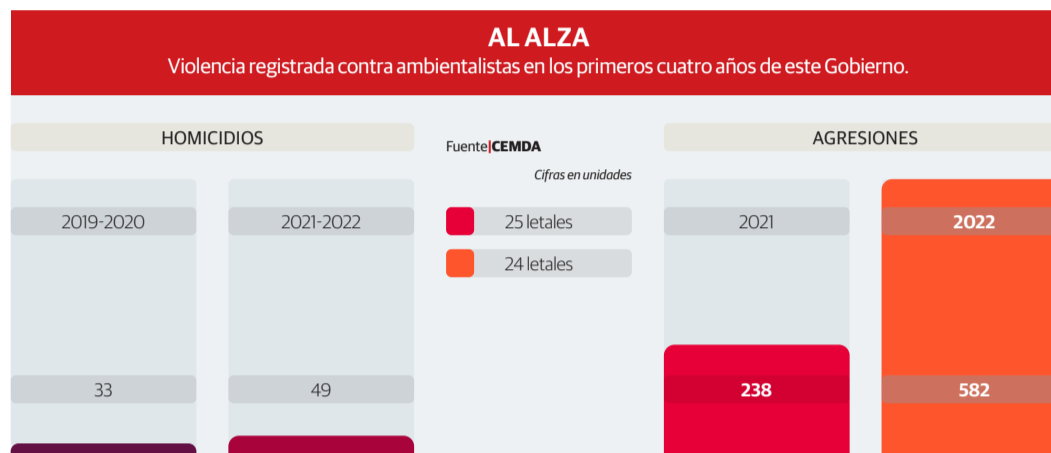 AL ALZA
Violencia registrada contra ambientalistas en los primeros cuatro años de este Gobierno.
HOMICIDIOS
2019-2020
2021-2022
33
49
Fuente|CEMDA
Cifras en unidades
25 letales
24 letales
AGRESIONES
2021
2022
238
582